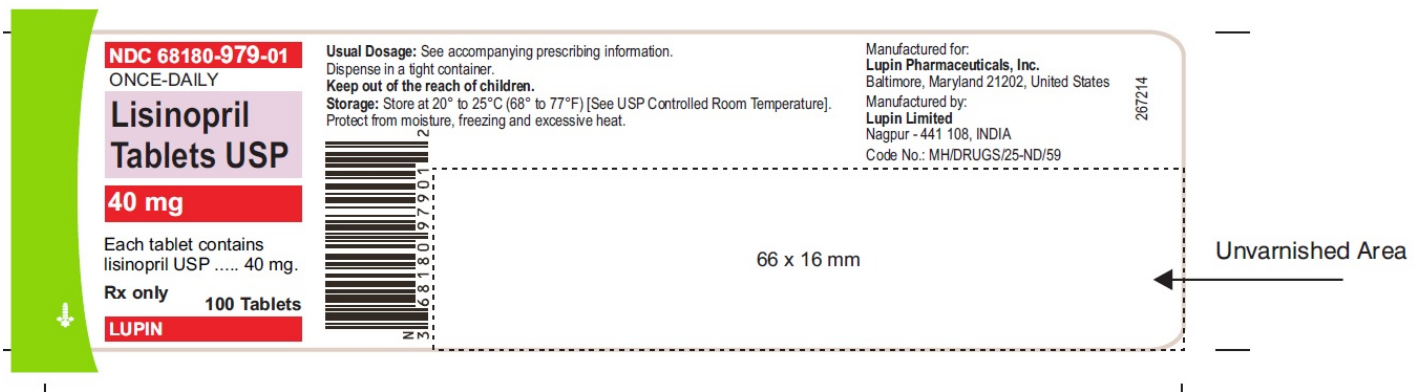 NDC 68180-979-01
ONCE-DAILY
Lisinopril
Tablets USP
40 mg
Each tablet contains
lisinopril USP ..... 40 mg.
Rx only
100 Tablets
LUPIN
Usual Dosage: See accompanying prescribing information.
Dispense in a tight container.
Keep out of the reach of children.
Storage: Store at 20° to 25°C (68° to 77°F) [See USP Controlled Room Temperature].
Protect from moisture, freezing and excessive heat.
N
3 68180 97901 2
Manufactured for:
Lupin Pharmaceuticals, Inc.
Baltimore, Maryland 21202, United States
Manufactured by:
Lupin Limited
Nagpur - 441 108, INDIA
Code No.: MH/DRUGS/25-ND/59
267214
66 x 16 mm
Unvarnished Area